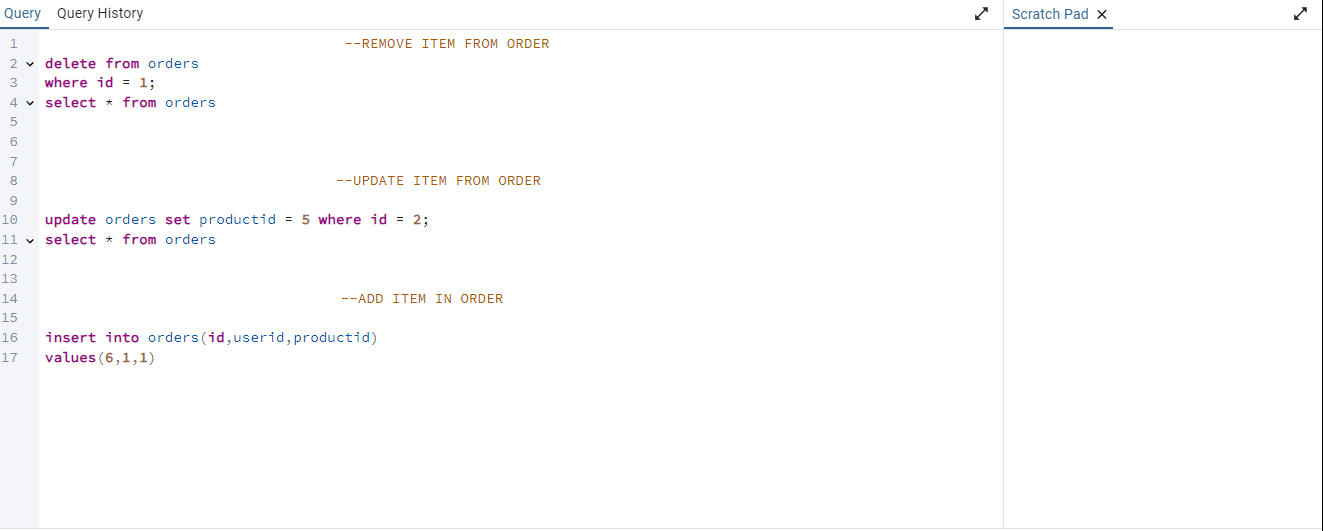 Query Query History Scratch Pad ×
1 --REMOVE ITEM FROM ORDER
2 delete from orders
3 where id = 1;
4 select * from orders
5
6
7
8 --UPDATE ITEM FROM ORDER
9
10 update orders set productid = 5 where id = 2;
11 select * from orders
12
13
14 --ADD ITEM IN ORDER
15
16 insert into orders(id,userid,productid)
17 values(6,1,1)